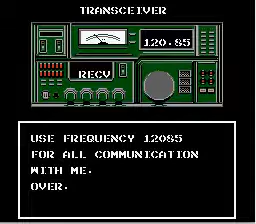 TRANSCEIVER
120.85
RECV
USE FREQUENCY 12085
FOR ALL COMMUNICATION
WITH ME.
OVER.